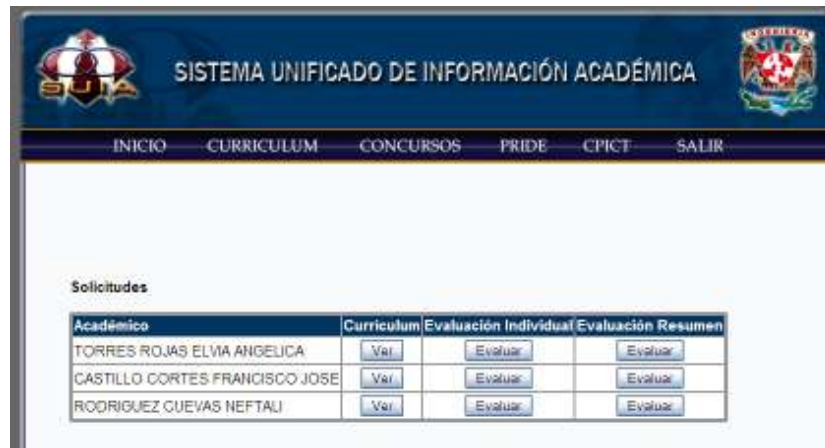 SUIA
SISTEMA UNIFICADO DE INFORMACIÓN ACADÉMICA
INGENIERIA
INICIO CURRICULUM CONCURSOS PRIDE CPICT SALIR
Solicitudes
Académico Curriculum Evaluación Individual Evaluación Resumen
TORRES ROJAS ELVIA ANGELICA Ver Evaluar Evaluar
CASTILLO CORTES FRANCISCO JOSE Ver Evaluar Evaluar
RODRIGUEZ CUEVAS NEFTALI Ver Evaluar Evaluar